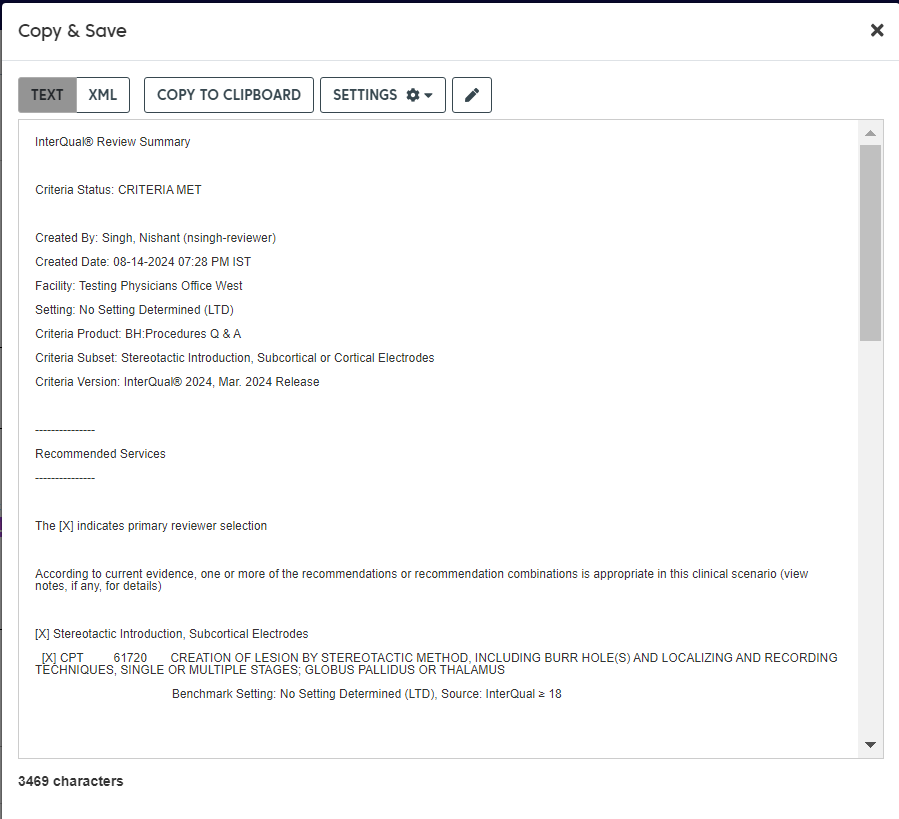 Copy & Save
TEXT XML COPY TO CLIPBOARD SETTINGS
InterQual® Review Summary
Criteria Status: CRITERIA MET
Created By: Singh, Nishant (nsingh-reviewer)
Created Date: 08-14-2024 07:28 PM IST
Facility: Testing Physicians Office West
Setting: No Setting Determined (LTD)
Criteria Product: BH:Procedures Q & A
Criteria Subset: Stereotactic Introduction, Subcortical or Cortical Electrodes
Criteria Version: InterQual® 2024, Mar. 2024 Release
---------------
Recommended Services
---------------
The [X] indicates primary reviewer selection
According to current evidence, one or more of the recommendations or recommendation combinations is appropriate in this clinical scenario (view
notes, if any, for details)
[X] Stereotactic Introduction, Subcortical Electrodes
[X] CPT 61720 CREATION OF LESION BY STEREOTACTIC METHOD, INCLUDING BURR HOLE(S) AND LOCALIZING AND RECORDING
TECHNIQUES, SINGLE OR MULTIPLE STAGES; GLOBUS PALLIDUS OR THALAMUS
Benchmark Setting: No Setting Determined (LTD), Source: InterQual ≥ 18
3469 characters